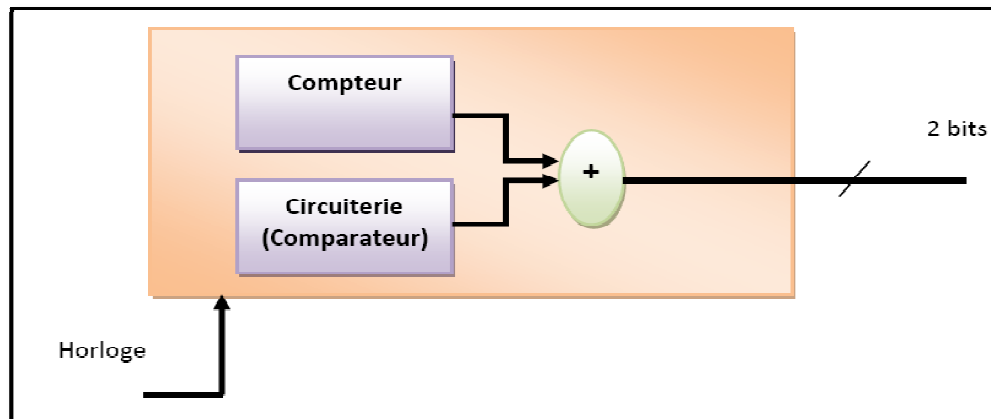 Compteur
2 bits
+
Circuiterie
(Comparateur)
Horloge